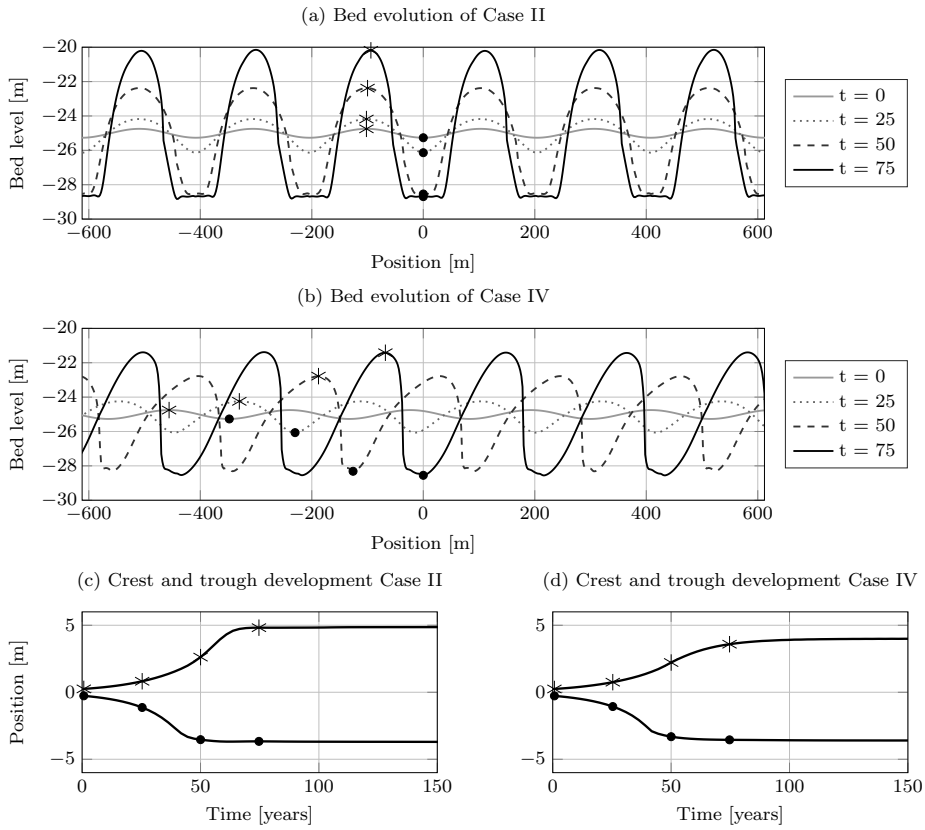 (a) Bed evolution of Case II
−20
−22
−24
−26
−28
−30
Bed level [m]
−600
−400
−200
0
200
400
600
Position [m]
t = 0
t = 25
t = 50
t = 75
(b) Bed evolution of Case IV
−20
−22
−24
−26
−28
−30
Bed level [m]
−600
−400
−200
0
200
400
600
Position [m]
t = 0
t = 25
t = 50
t = 75
(c) Crest and trough development Case II
5
0
−5
Position [m]
0
50
100
150
Time [years]
(d) Crest and trough development Case IV
5
0
−5
0
50
100
150
Time [years]